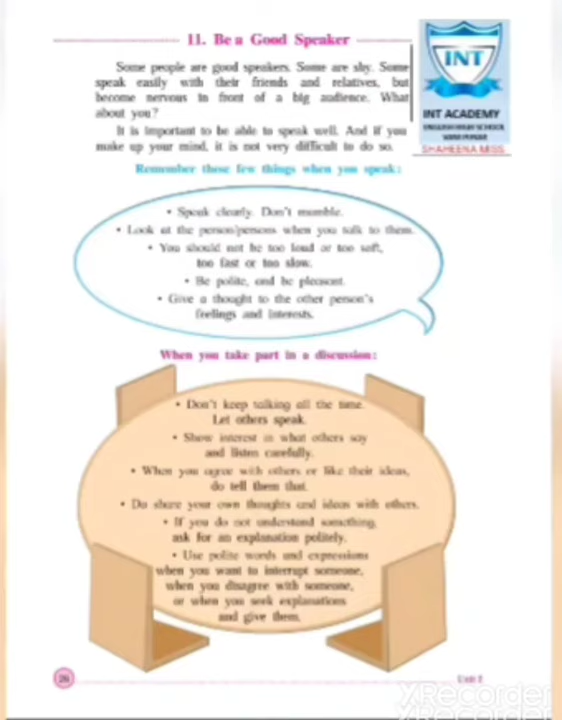 11. Be a Good Speaker
Some people are good speakers. Some are shy. Some
speak easily with their friends and relatives, but
become nervous in front of a big audience. What
about you?
It is important to be able to speak well. And if you
make up your mind, it is not very difficult to do so.
INT
INT ACADEMY
ENGLISH HIGH SCHOOL
SHAHEENA MISS
Remember these few things when you speak:
• Speak clearly. Don't mumble.
• Look at the person/persons when you talk to them.
• You should not be too loud or too soft,
too fast or too slow.
• Be polite, and be pleasant.
• Give a thought to the other person's
feelings and interests.
When you take part in a discussion:
• Don't keep talking all the time.
Let others speak.
• Show interest in what others say
and listen carefully.
• When you agree with others or like their ideas,
do tell them that.
• Do share your own thoughts and ideas with others.
• If you do not understand something,
ask for an explanation politely.
• Use polite words and expressions
when you want to interrupt someone,
when you disagree with someone,
or when you seek explanations
and give them.
26
Unit 2
XRecorder
XRecorder